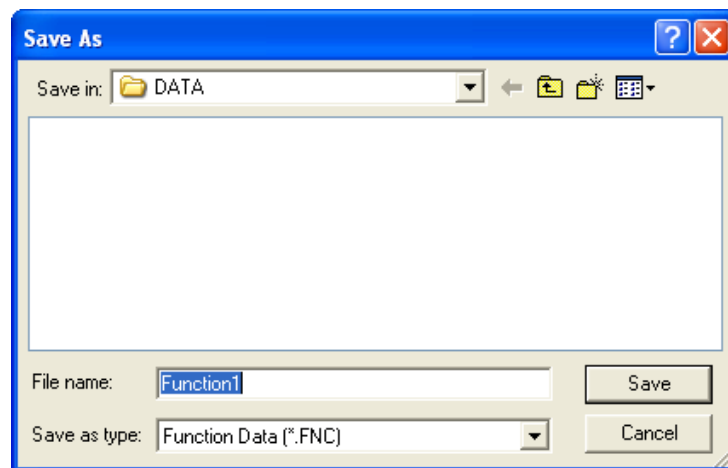 Save As
Save in: DATA
File name: Function1 Save
Save as type: Function Data (*.FNC) Cancel